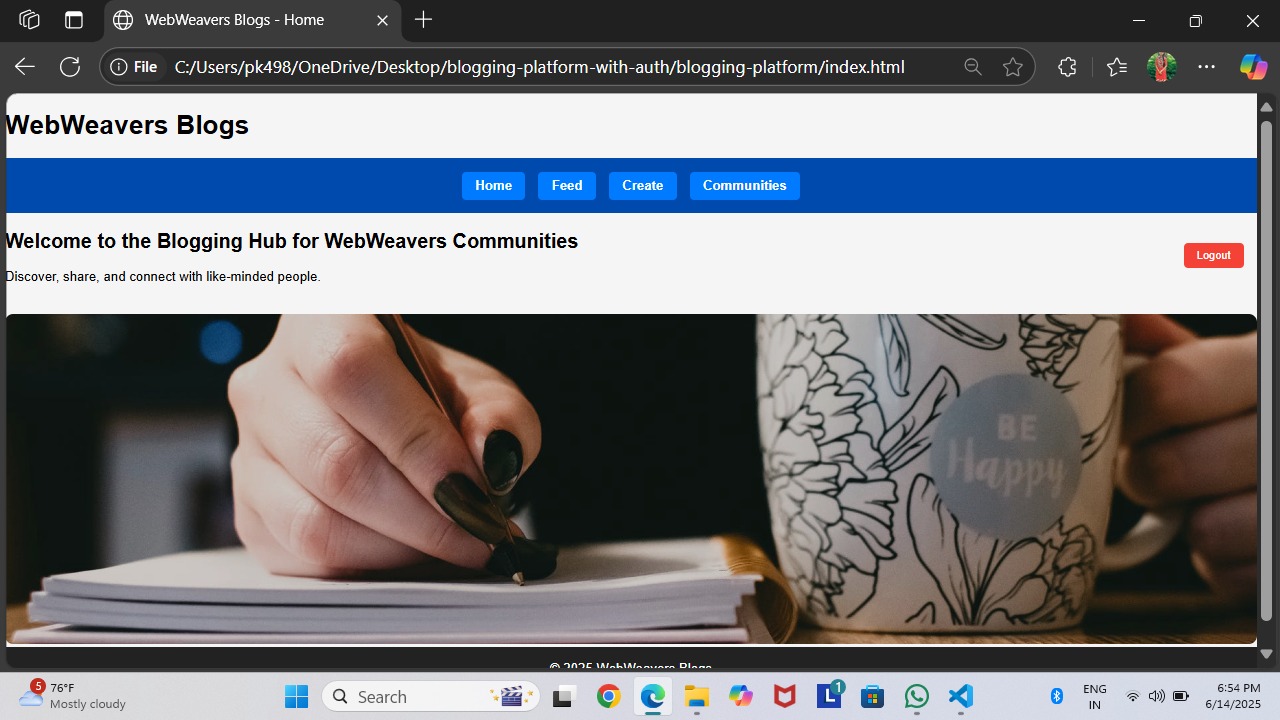 WebWeavers Blogs - Home
File C:/Users/pk498/OneDrive/Desktop/blogging-platform-with-auth/blogging-platform/index.html
WebWeavers Blogs
Home Feed Create Communities
Welcome to the Blogging Hub for WebWeavers Communities
Logout
Discover, share, and connect with like-minded people.
BE
Happy
© 2025 WebWeavers Blogs
5
76°F
Mostly cloudy
Search
L
1
ENG
IN
6:54 PM
6/14/2025